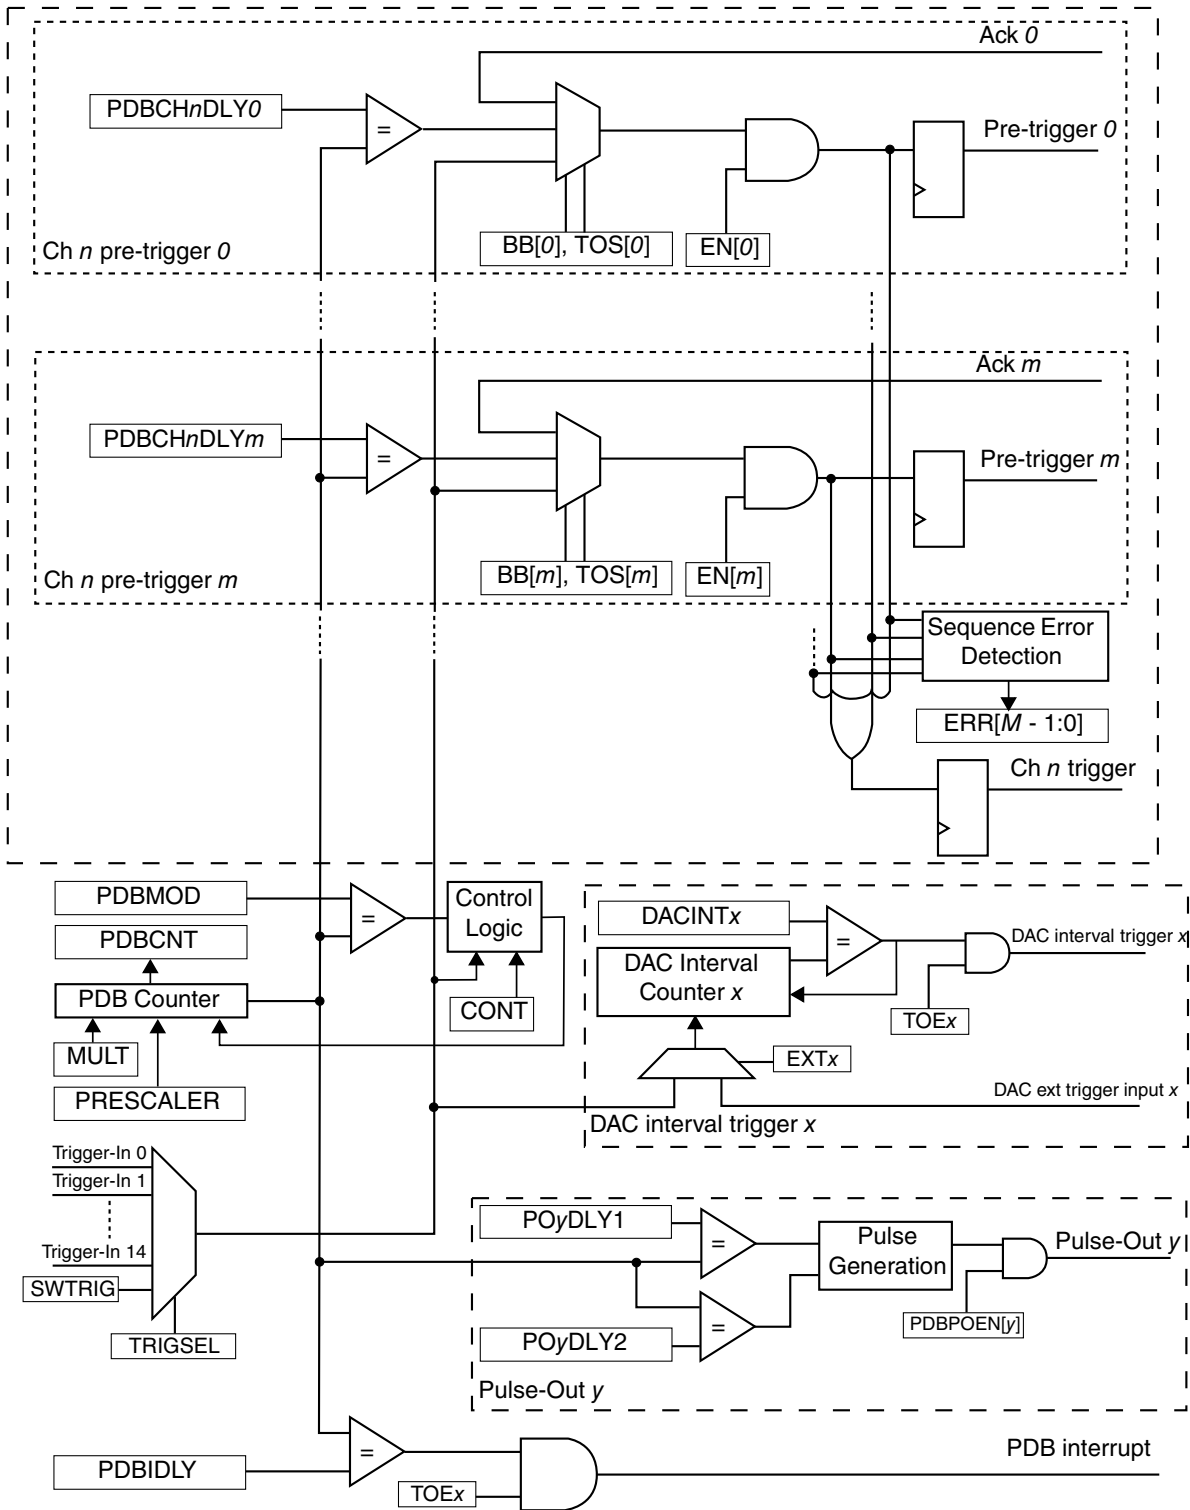 Ack 0
PDBCHnDLY0
=
Pre-trigger 0
BB[0], TOS[0]
EN[0]
Ch n pre-trigger 0
Ack m
PDBCHnDLYm
=
Pre-trigger m
BB[m], TOS[m]
EN[m]
Ch n pre-trigger m
Sequence Error
Detection
ERR[M - 1:0]
Ch n trigger
PDBMOD
=
Control
Logic
PDBCNT
PDB Counter
CONT
MULT
PRESCALER
DACINTx
=
DAC interval trigger x
DAC Interval
Counter x
TOEx
EXTx
DAC ext trigger input x
DAC interval trigger x
Trigger-In 0
Trigger-In 1
Trigger-In 14
SWTRIG
TRIGSEL
POyDLY1
=
Pulse
Generation
Pulse-Out y
PDBPOEN[y]
POyDLY2
=
Pulse-Out y
PDBIDLY
=
TOEx
PDB interrupt